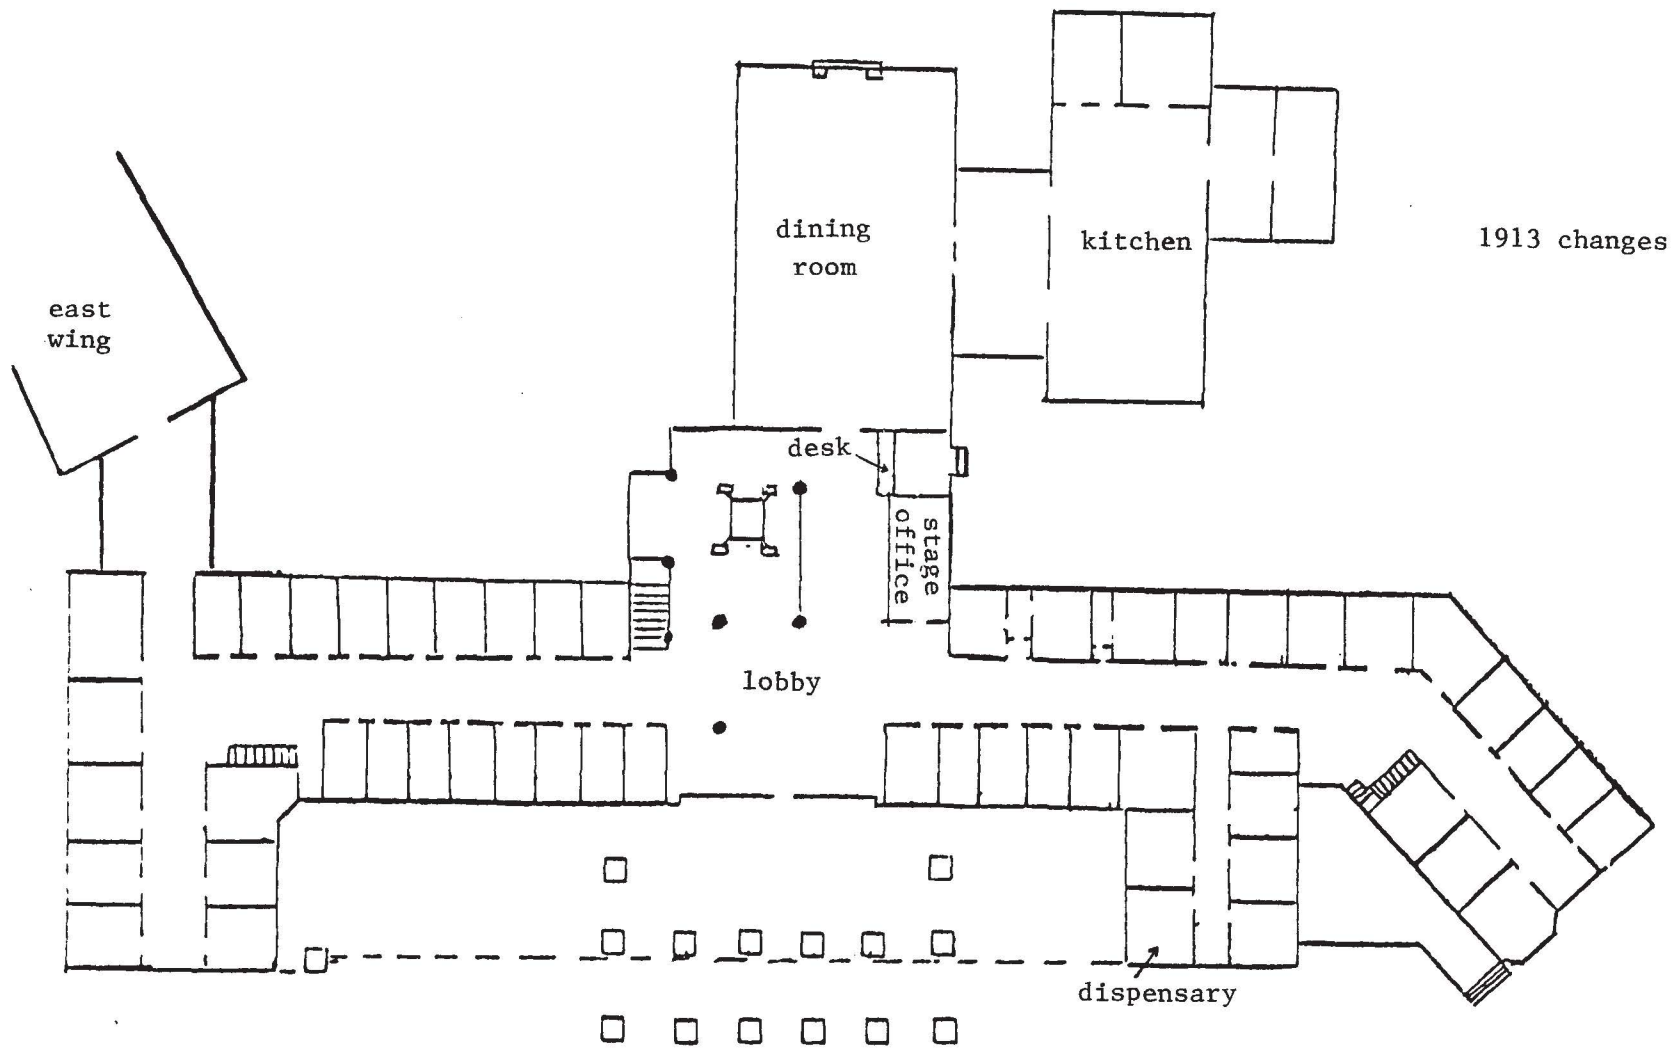 dining
room
kitchen
1913 changes
east
wing
desk
stage
office
lobby
dispensary